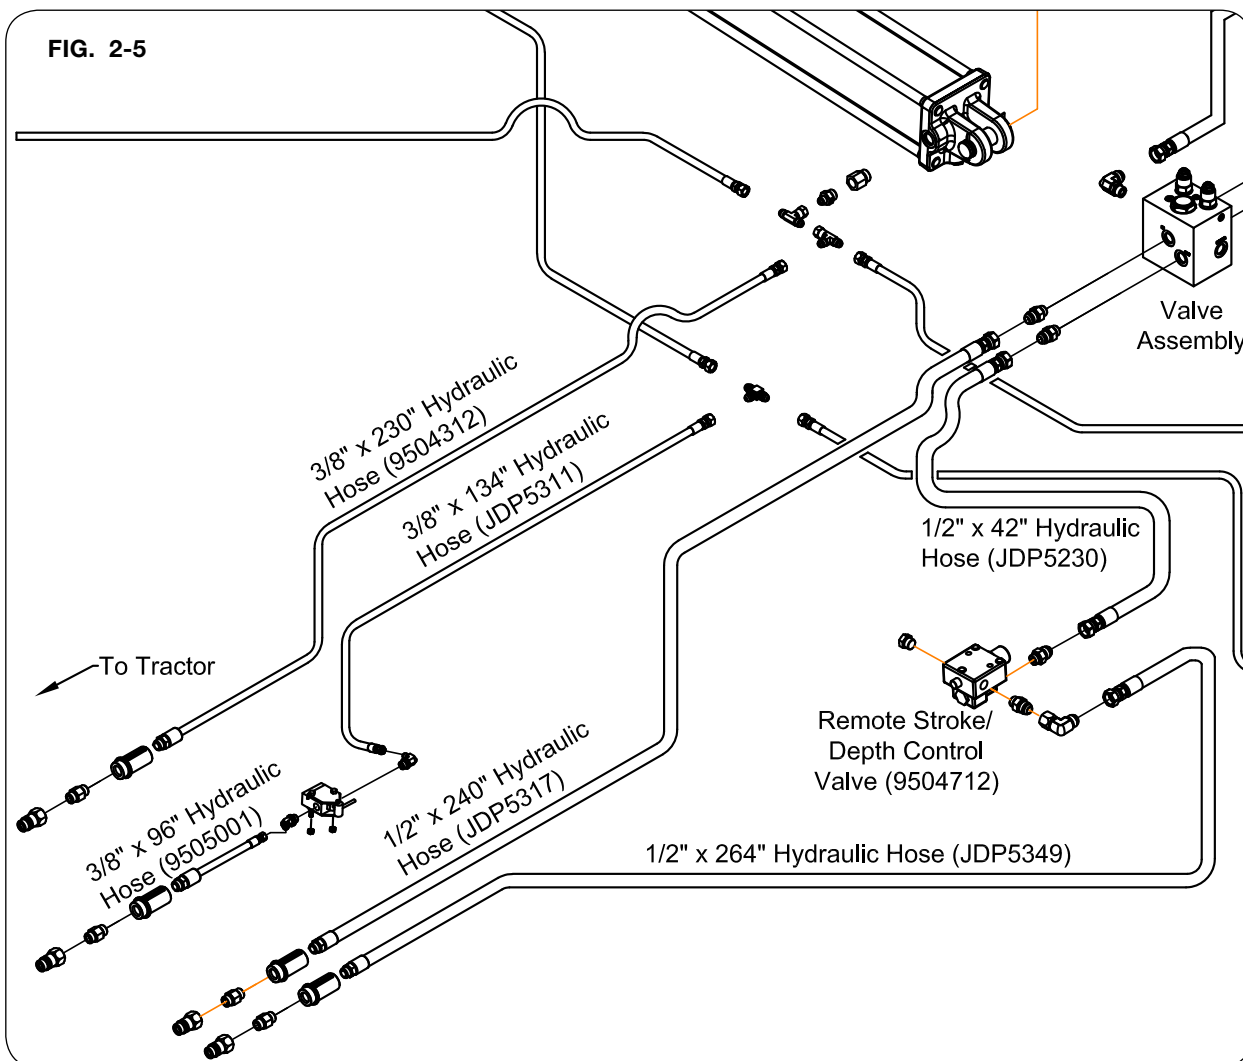 FIG. 2-5
Valve
Assembly
3/8" x 230" Hydraulic
Hose (9504312)
3/8" x 134" Hydraulic
Hose (JDP5311)
1/2" x 42" Hydraulic
Hose (JDP5230)
To Tractor
Remote Stroke/
Depth Control
Valve (9504712)
3/8" x 96" Hydraulic
Hose (9505001)
1/2" x 240" Hydraulic
Hose (JDP5317)
1/2" x 264" Hydraulic Hose (JDP5349)